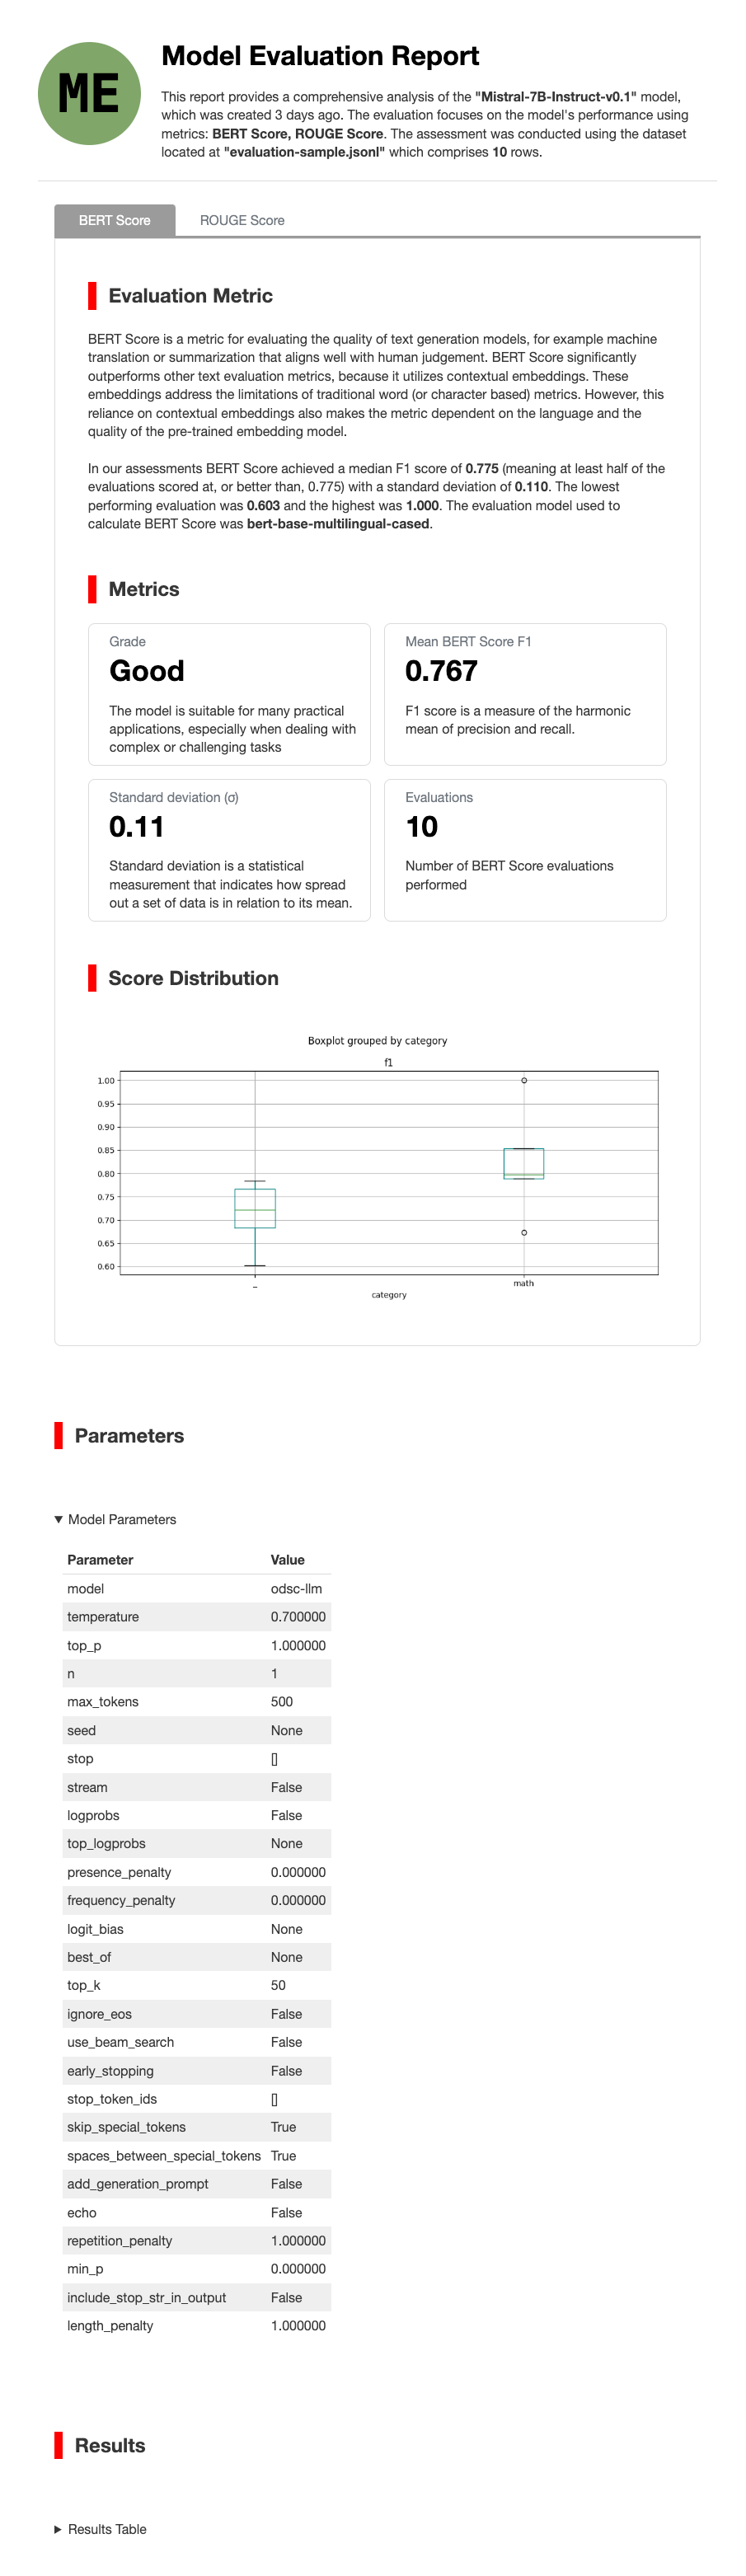 ME
Model Evaluation Report
This report provides a comprehensive analysis of the "Mistral-7B-Instruct-v0.1" model,
which was created 3 days ago. The evaluation focuses on the model's performance using
metrics: BERT Score, ROUGE Score. The assessment was conducted using the dataset
located at "evaluation-sample.jsonl" which comprises 10 rows.
BERT Score
ROUGE Score
Evaluation Metric
BERT Score is a metric for evaluating the quality of text generation models, for example machine
translation or summarization that aligns well with human judgement. BERT Score significantly
outperforms other text evaluation metrics, because it utilizes contextual embeddings. These
embeddings address the limitations of traditional word (or character based) metrics. However, this
reliance on contextual embeddings also makes the metric dependent on the language and the
quality of the pre-trained embedding model.
In our assessments BERT Score achieved a median F1 score of 0.775 (meaning at least half of the
evaluations scored at, or better than, 0.775) with a standard deviation of 0.110. The lowest
performing evaluation was 0.603 and the highest was 1.000. The evaluation model used to
calculate BERT Score was bert-base-multilingual-cased.
Metrics
Grade
Good
The model is suitable for many practical
applications, especially when dealing with
complex or challenging tasks
Mean BERT Score F1
0.767
F1 score is a measure of the harmonic
mean of precision and recall.
Standard deviation (σ)
0.11
Standard deviation is a statistical
measurement that indicates how spread
out a set of data is in relation to its mean.
Evaluations
10
Number of BERT Score evaluations
performed
Score Distribution
Boxplot grouped by category
f1
1.00
0.95
0.90
0.85
0.80
0.75
0.70
0.65
0.60
_
math
category
Parameters
▼ Model Parameters
Parameter Value
model odsc-llm
temperature 0.700000
top_p 1.000000
n 1
max_tokens 500
seed None
stop []
stream False
logprobs False
top_logprobs None
presence_penalty 0.000000
frequency_penalty 0.000000
logit_bias None
best_of None
top_k 50
ignore_eos False
use_beam_search False
early_stopping False
stop_token_ids []
skip_special_tokens True
spaces_between_special_tokens True
add_generation_prompt False
echo False
repetition_penalty 1.000000
min_p 0.000000
include_stop_str_in_output False
length_penalty 1.000000
Results
▶ Results Table